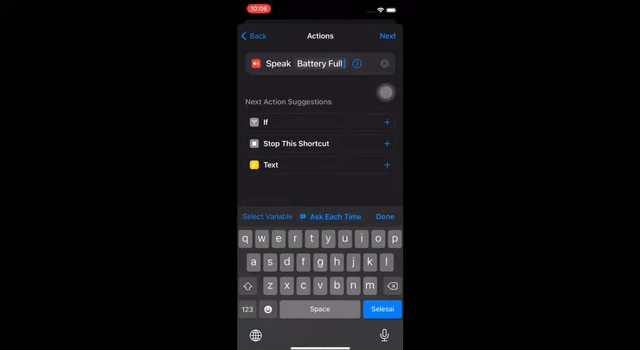 10:06
Back Actions Next
Speak Battery Full
Next Action Suggestions
If
Stop This Shortcut
Text
Select Variable Ask Each Time Done
q w e r t y u i o p
a s d f g h j k l
z x c v b n m
123 Space Selesai